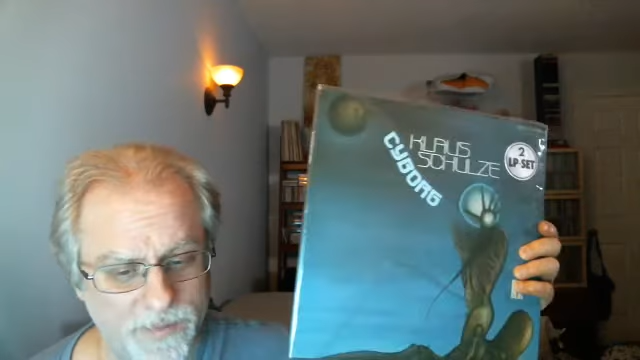 KLAUS
SCHULZE
CYBORG
2
LP-SET